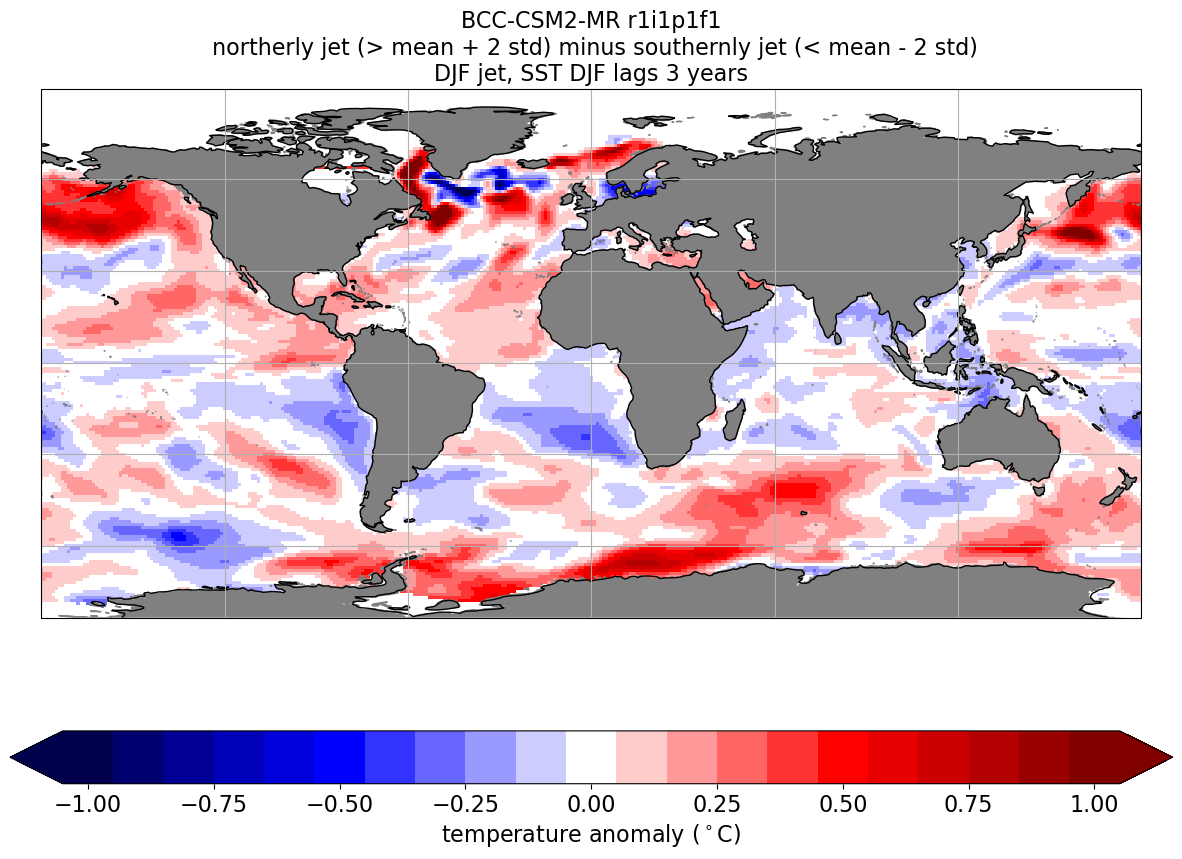 BCC-CSM2-MR r1i1p1f1
northerly jet (> mean + 2 std) minus southernly jet (< mean - 2 std)
DJF jet, SST DJF lags 3 years
−1.00 −0.75 −0.50 −0.25 0.00 0.25 0.50 0.75 1.00
temperature anomaly (°C)